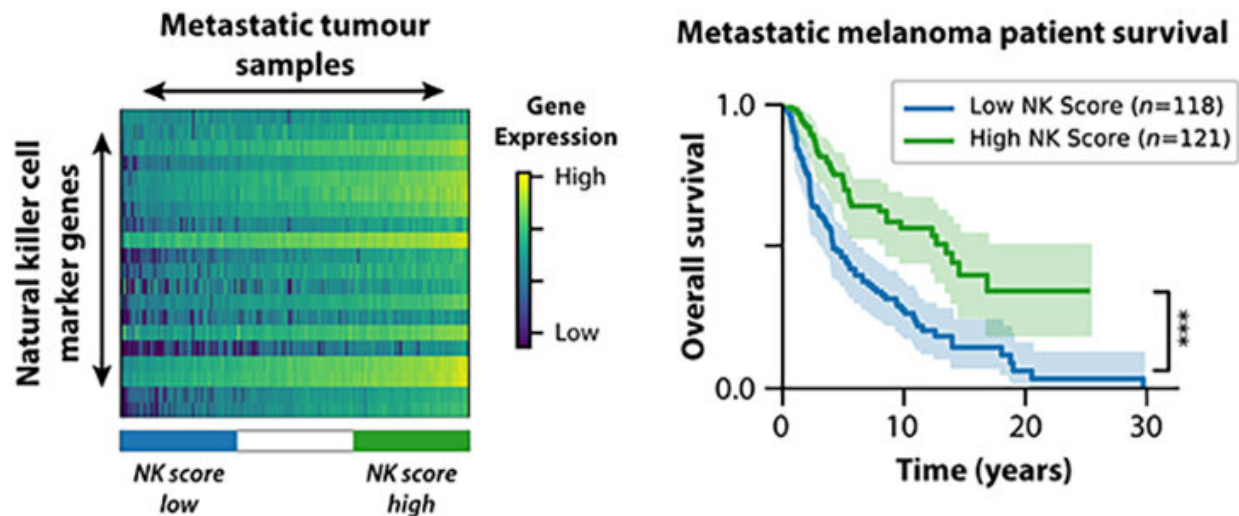 Metastatic tumour
samples
Natural killer cell
marker genes
Gene
Expression
High
Low
NK score
low
NK score
high
Metastatic melanoma patient survival
Low NK Score (n=118)
High NK Score (n=121)
Overall survival
1.0
0.0
0
10
20
30
Time (years)
***